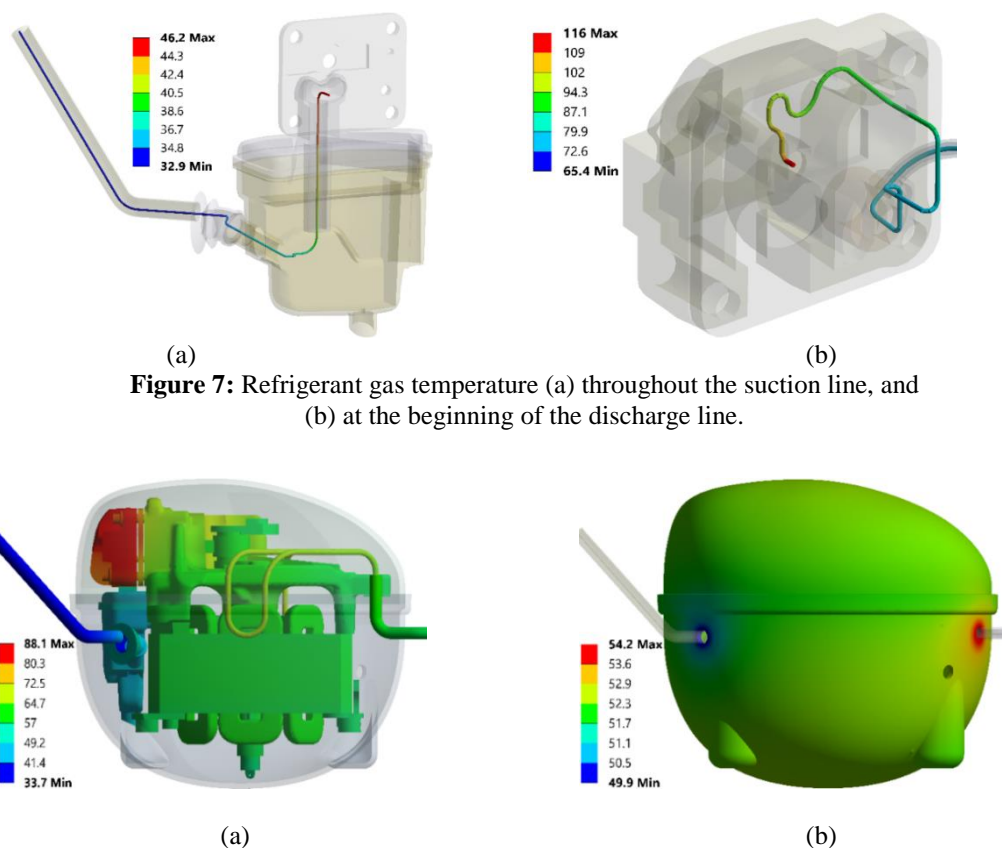 46.2 Max
44.3
42.4
40.5
38.6
36.7
34.8
32.9 Min
116 Max
109
102
94.3
87.1
79.9
72.6
65.4 Min
(a)
(b)
Figure 7: Refrigerant gas temperature (a) throughout the suction line, and
(b) at the beginning of the discharge line.
88.1 Max
80.3
72.5
64.7
57
49.2
41.4
33.7 Min
54.2 Max
53.6
52.9
52.3
51.7
51.1
50.5
49.9 Min
(a)
(b)